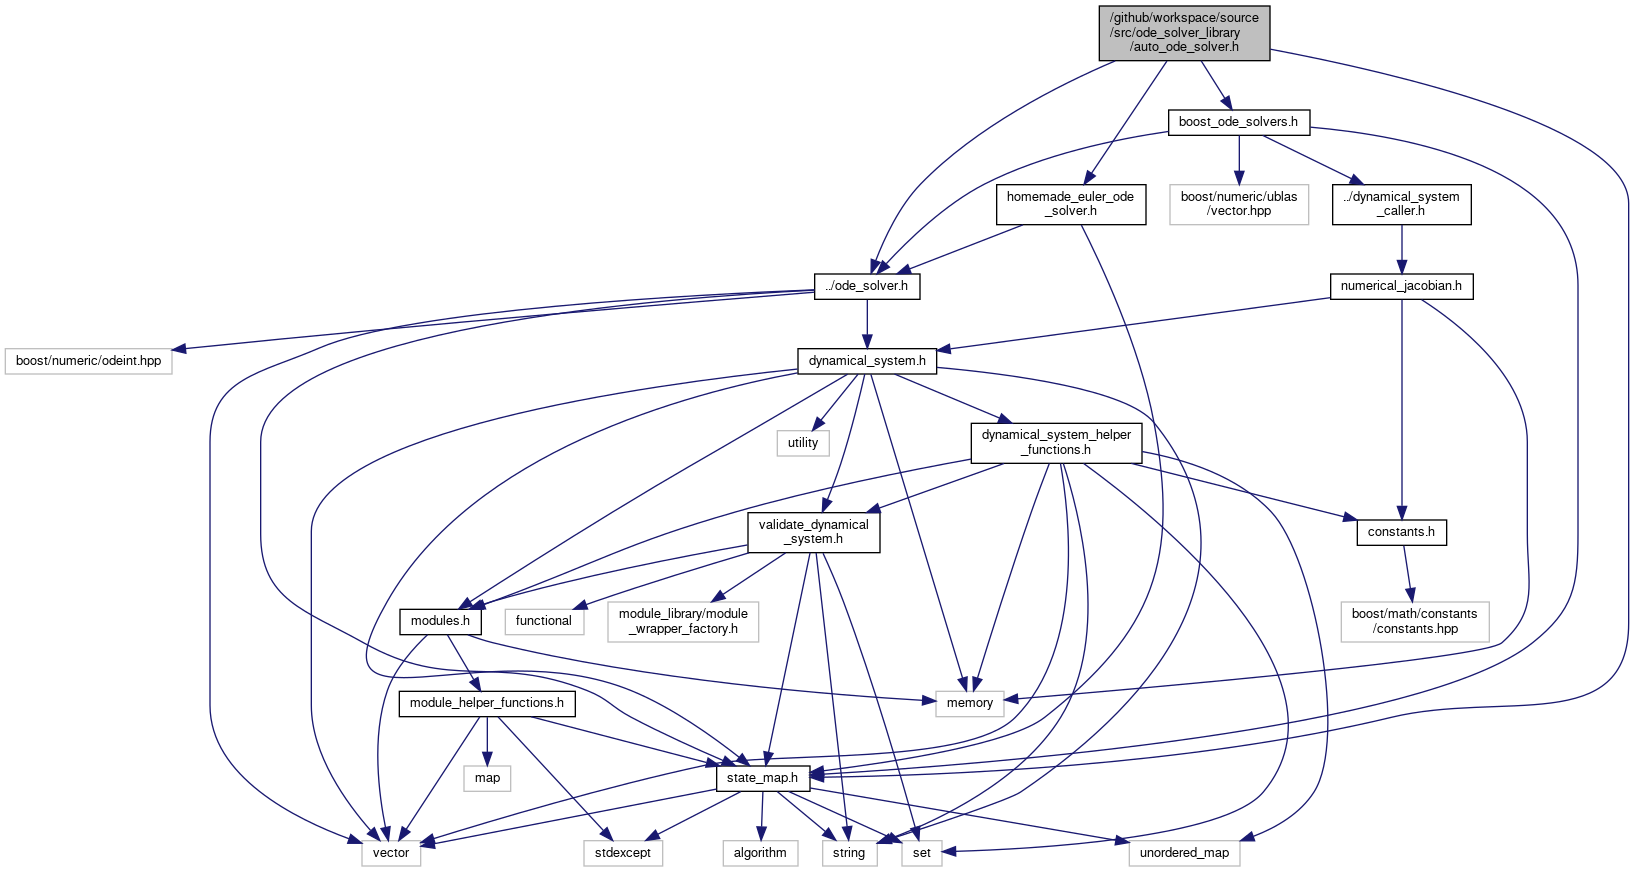 /github/workspace/source
/src/ode_solver_library
/auto_ode_solver.h
boost_ode_solvers.h
homemade_euler_ode
_solver.h
boost/numeric/ublas
/vector.hpp
../dynamical_system
_caller.h
../ode_solver.h
numerical_jacobian.h
boost/numeric/odeint.hpp
dynamical_system.h
utility
dynamical_system_helper
_functions.h
validate_dynamical
_system.h
constants.h
modules.h
functional
module_library/module
_wrapper_factory.h
boost/math/constants
/constants.hpp
module_helper_functions.h
memory
map
state_map.h
vector
stdexcept
algorithm
string
set
unordered_map